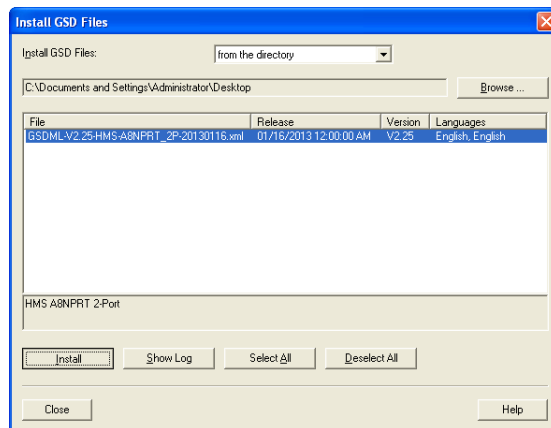 Install GSD Files
Install GSD Files: from the directory
C:\Documents and Settings\Administrator\Desktop Browse ...
File Release Version Languages
GSDML-V2.25-HMS-A8NPRT_2P-20130116.xml 01/16/2013 12:00:00 AM V2.25 English, English
HMS A8NPRT 2-Port
Install Show Log Select All Deselect All
Close Help